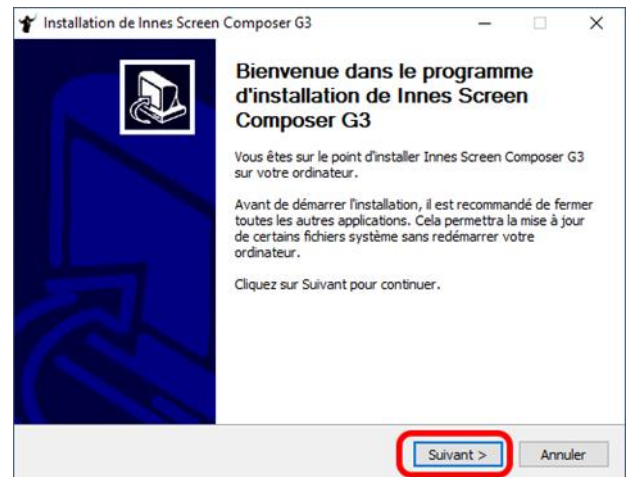 Installation de Innes Screen Composer G3
Bienvenue dans le programme
d'installation de Innes Screen
Composer G3
Vous êtes sur le point d'installer Innes Screen Composer G3
sur votre ordinateur.
Avant de démarrer l'installation, il est recommandé de fermer
toutes les autres applications. Cela permettra la mise à jour
de certains fichiers système sans redémarrer votre
ordinateur.
Cliquez sur Suivant pour continuer.
Suivant >
Annuler